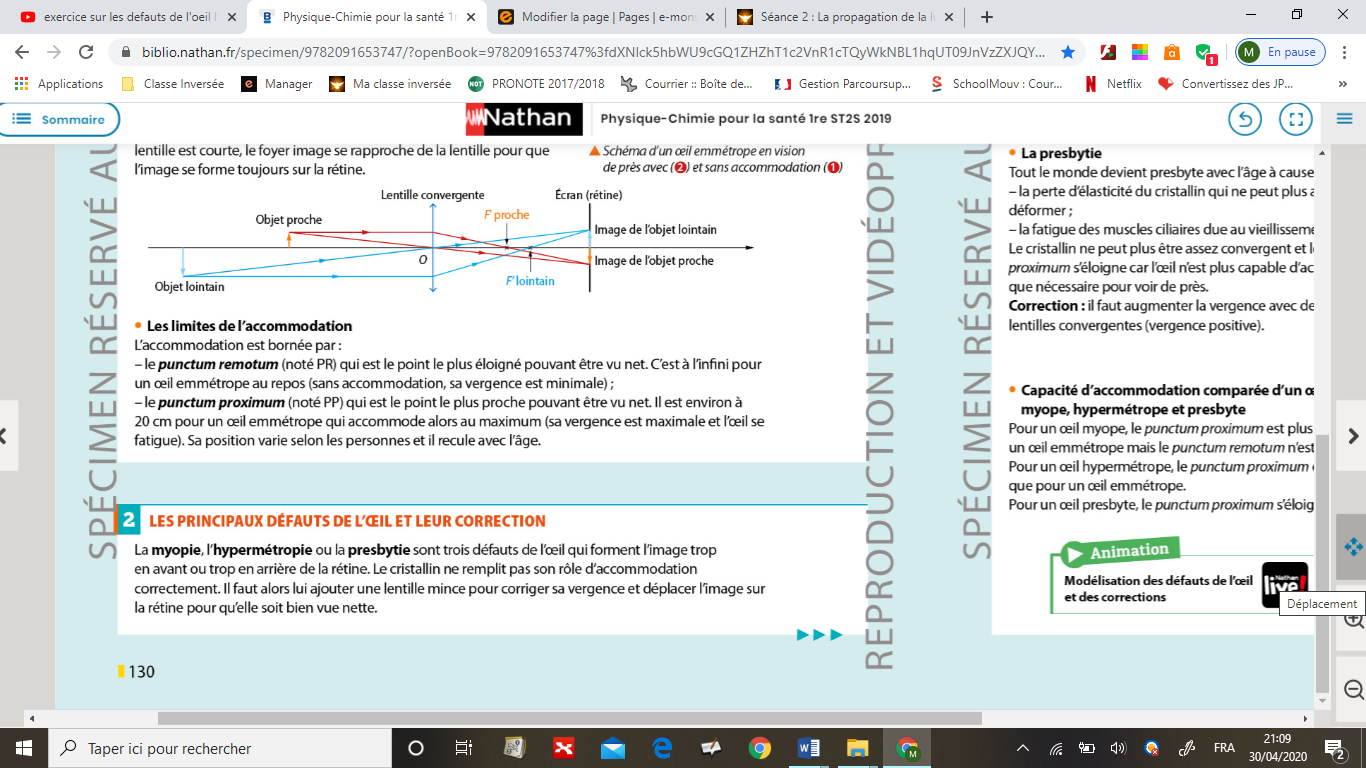 exercice sur les defauts de l'oeil l
Physique-Chimie pour la santé 1r
Modifier la page | Pages | e-mons
Séance 2 : La propagation de la lu
biblio.nathan.fr/specimen/9782091653747/?openBook=9782091653747%3fdXNlck5hbWU9cGQ1ZHZhT1c2VnR1cTQyWkNBL1hqUT09JnVzZXJQY...
M En pause
Applications
Classe Inversée
Manager
Ma classe inversée
PRONOTE 2017/2018
Courrier :: Boîte de...
Gestion Parcoursup...
SchoolMouv : Cour...
Netflix
Convertissez des JP...
»
Sommaire
Nathan
Physique-Chimie pour la santé 1re ST2S 2019
SPÉCIMEN RÉSERVÉ AU
lentille est courte, le foyer image se rapproche de la lentille pour que
l'image se forme toujours sur la rétine.
Schéma d'un œil emmétrope en vision
de près avec (2) et sans accommodation (1)
Lentille convergente
Écran (rétine)
Objet proche
F' proche
Image de l'objet lointain
O
Image de l'objet proche
Objet lointain
F' lointain
• Les limites de l'accommodation
L'accommodation est bornée par :
– le punctum remotum (noté PR) qui est le point le plus éloigné pouvant être vu net. C'est à l'infini pour
un œil emmétrope au repos (sans accommodation, sa vergence est minimale) ;
– le punctum proximum (noté PP) qui est le point le plus proche pouvant être vu net. Il est environ à
20 cm pour un œil emmétrope qui accommode alors au maximum (sa vergence est maximale et l'œil se
fatigue). Sa position varie selon les personnes et il recule avec l'âge.
2 LES PRINCIPAUX DÉFAUTS DE L'ŒIL ET LEUR CORRECTION
La myopie, l'hypermétropie ou la presbytie sont trois défauts de l'œil qui forment l'image trop
en avant ou trop en arrière de la rétine. Le cristallin ne remplit pas son rôle d'accommodation
correctement. Il faut alors lui ajouter une lentille mince pour corriger sa vergence et déplacer l'image sur
la rétine pour qu'elle soit bien vue nette.
130
REPRODUCTION ET VIDÉOPR
SPÉCIMEN RÉSERVÉ AU
• La presbytie
Tout le monde devient presbyte avec l'âge à cause
– la perte d'élasticité du cristallin qui ne peut plus a
déformer ;
– la fatigue des muscles ciliaires due au vieillisseme
Le cristallin ne peut plus être assez convergent et l
proximum s'éloigne car l'œil n'est plus capable d'ac
que nécessaire pour voir de près.
Correction : il faut augmenter la vergence avec de
lentilles convergentes (vergence positive).
• Capacité d'accommodation comparée d'un œ
myope, hypermétrope et presbyte
Pour un œil myope, le punctum proximum est plus
un œil emmétrope mais le punctum remotum n'est
Pour un œil hypermétrope, le punctum proximum
que pour un œil emmétrope.
Pour un œil presbyte, le punctum proximum s'éloig
Animation
Modélisation des défauts de l'œil
et des corrections
Nathan
live!
Déplacement
Taper ici pour rechercher
FRA
21:09
30/04/2020
2